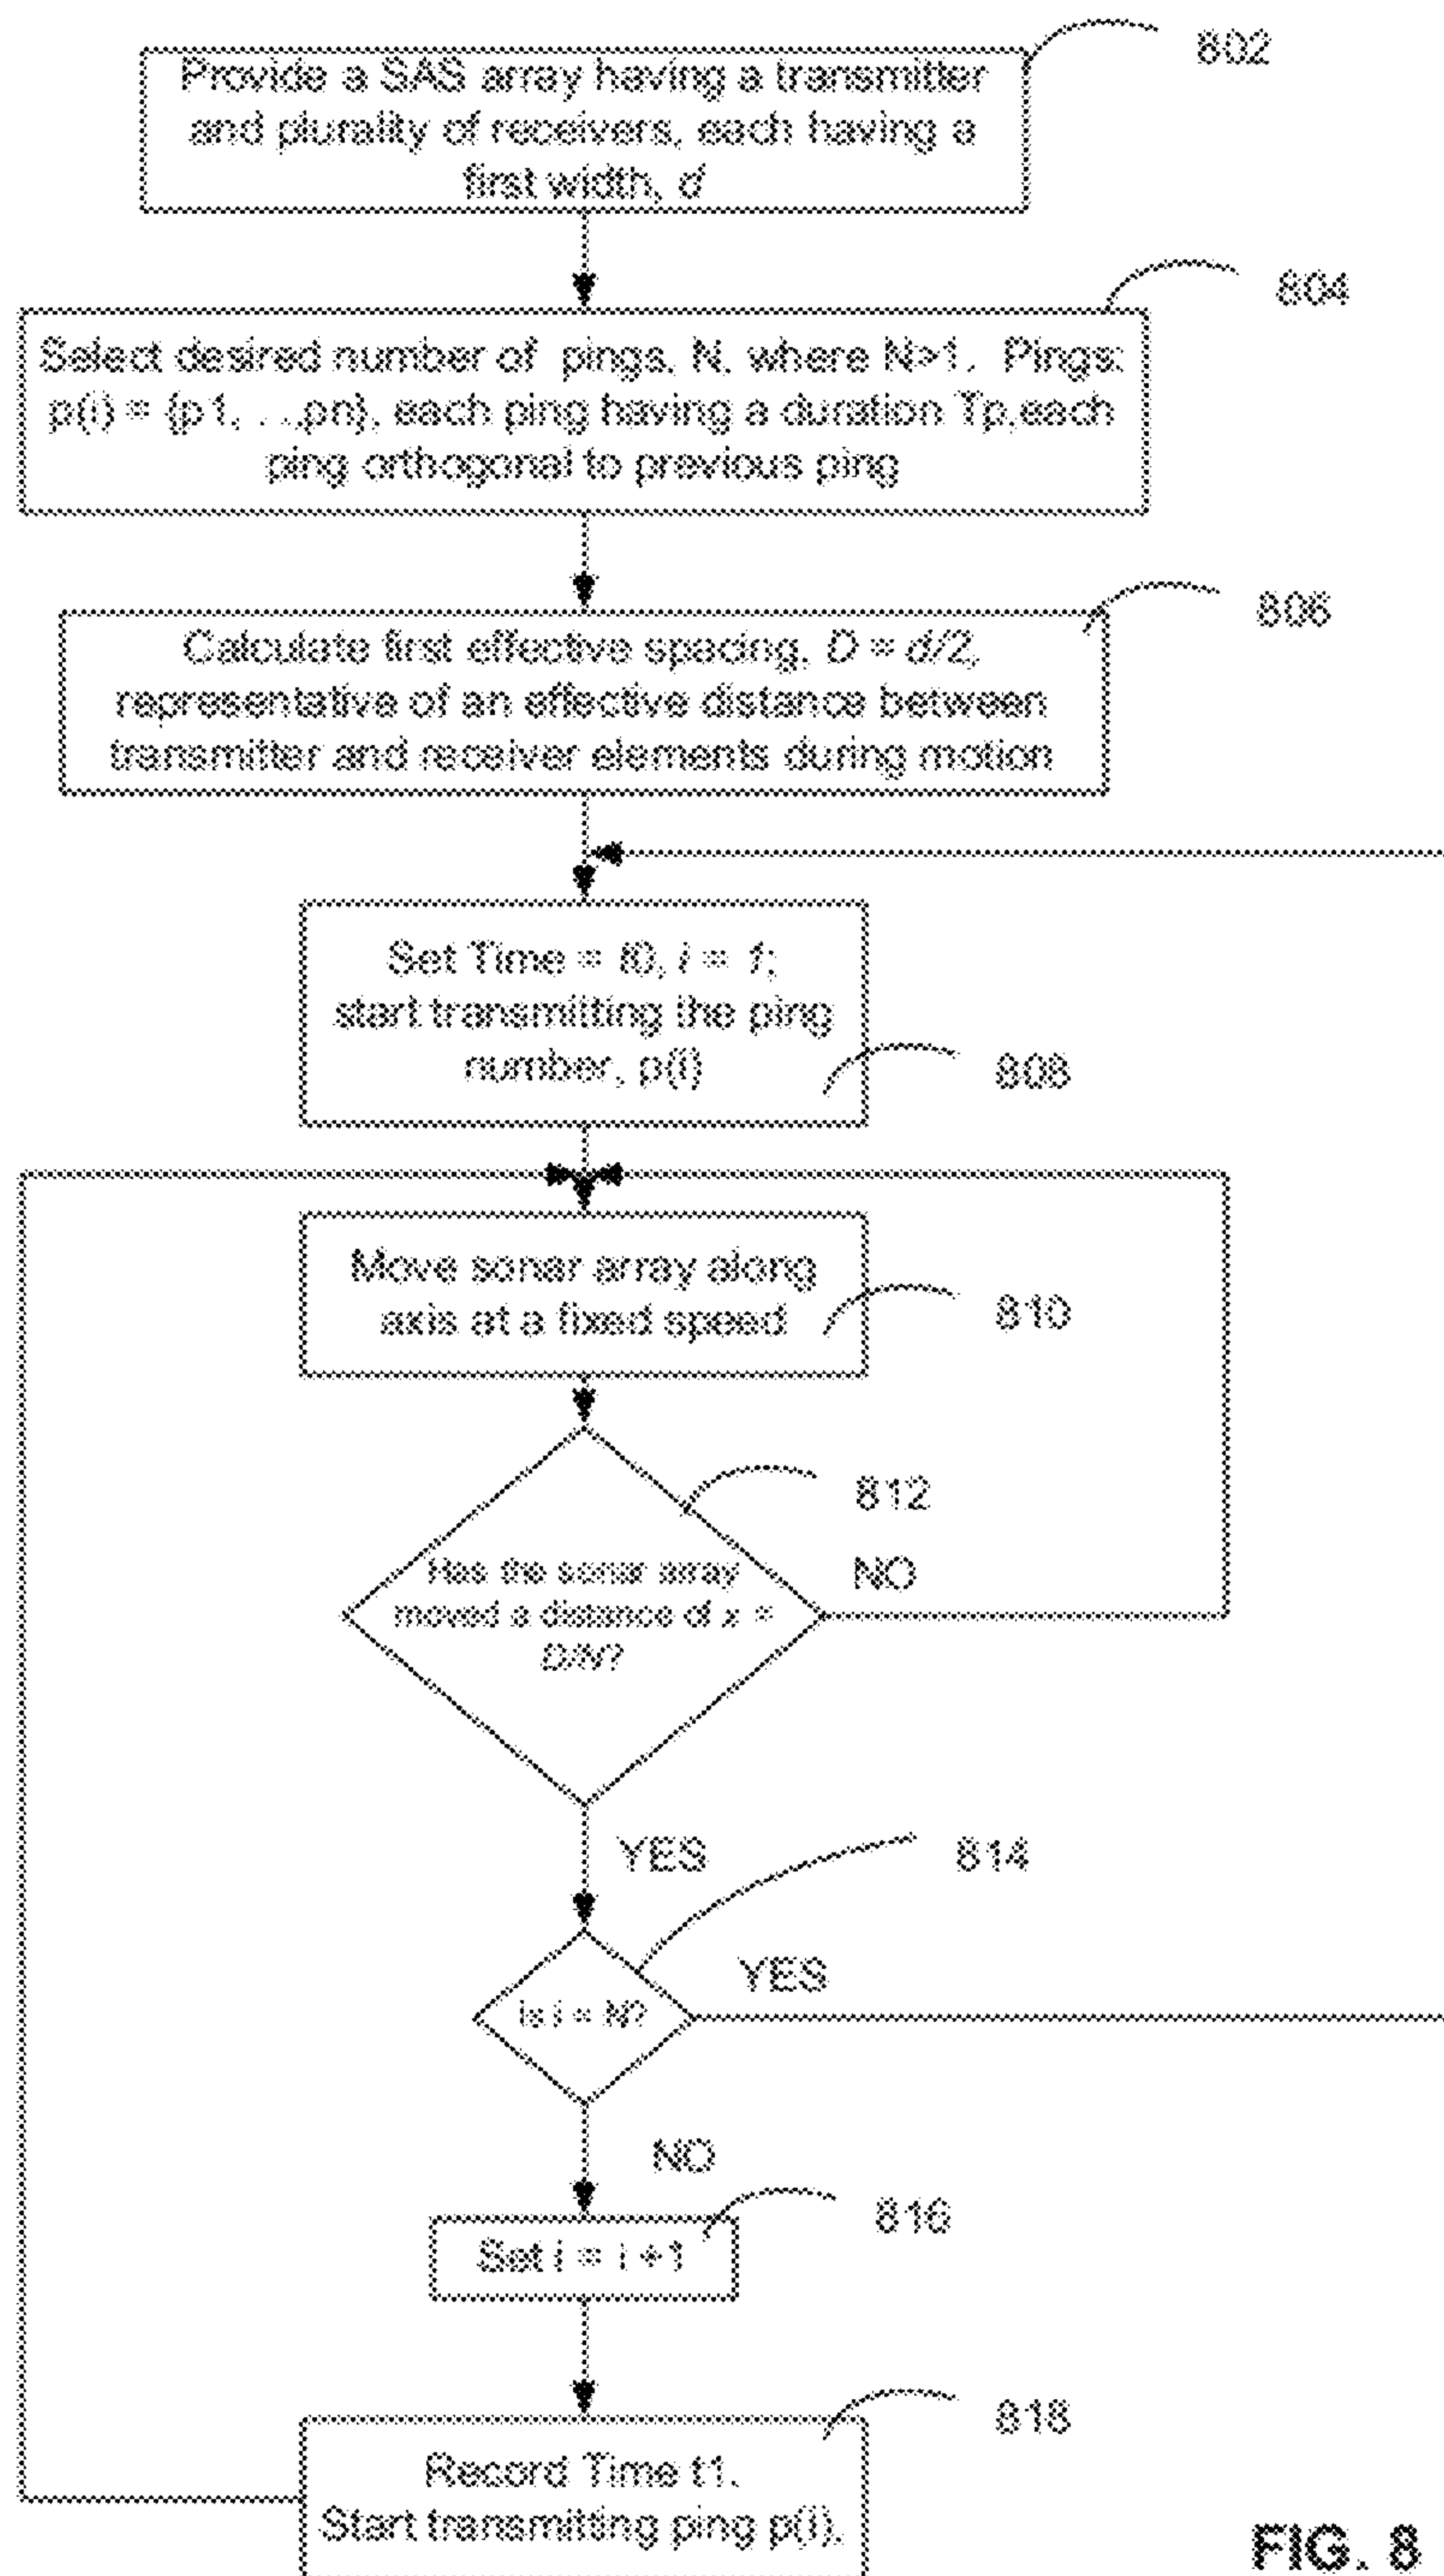 802
Provide a SAS array having a transmitter
and plurality of receivers, each having a
first width, d
804
Select desired number of pings, N, where N>1. Pings:
p(i) = {p1, ...pn}, each ping having a duration Tp,each
ping orthogonal to previous ping
806
Calculate first effective spacing, D = d/2,
representative of an effective distance between
transmitter and receiver elements during motion
Set Time = t0, i = 1;
start transmitting the ping
number, p(i)
808
Move sonar array along
axis at a fixed speed
810
812
Has the sonar array
moved a distance of x =
D/N?
NO
YES
814
is i = N?
YES
NO
816
Set i = i +1
818
Record Time t1.
Start transmitting ping p(i).
FIG. 8